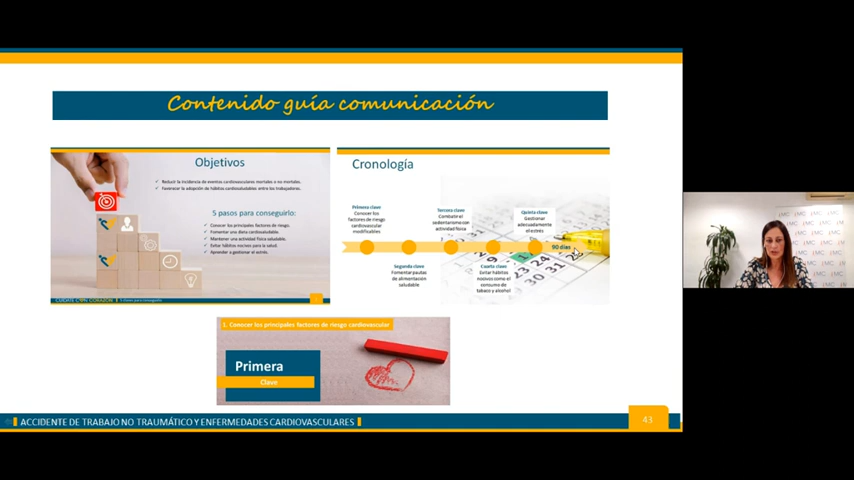 Contenido guía comunicación
Objetivos
Reducir la incidencia de eventos cardiovasculares mortales o no mortales.
Favorecer la adopción de hábitos cardiosaludables entre los trabajadores.
5 pasos para conseguirlo:
Conocer los principales factores de riesgo.
Fomentar una dieta cardiosaludable.
Mantener una actividad física saludable.
Evitar hábitos nocivos para la salud.
Aprender a gestionar el estrés.
Cronología
Primera clave
Conocer los
factores de riesgo
cardiovascular
modificables
Tercera clave
Combatir el
sedentarismo con
actividad física
Quinta clave
Gestionar
adecuadamente
el estrés
90 días
Segunda clave
Fomentar pautas
de alimentación
saludable
Cuarta clave
Evitar hábitos
nocivos como el
consumo de
tabaco y alcohol
1. Conocer los principales factores de riesgo cardiovascular
Primera
Clave
ACCIDENTE DE TRABAJO NO TRAUMÁTICO Y ENFERMEDADES CARDIOVASCULARES
43